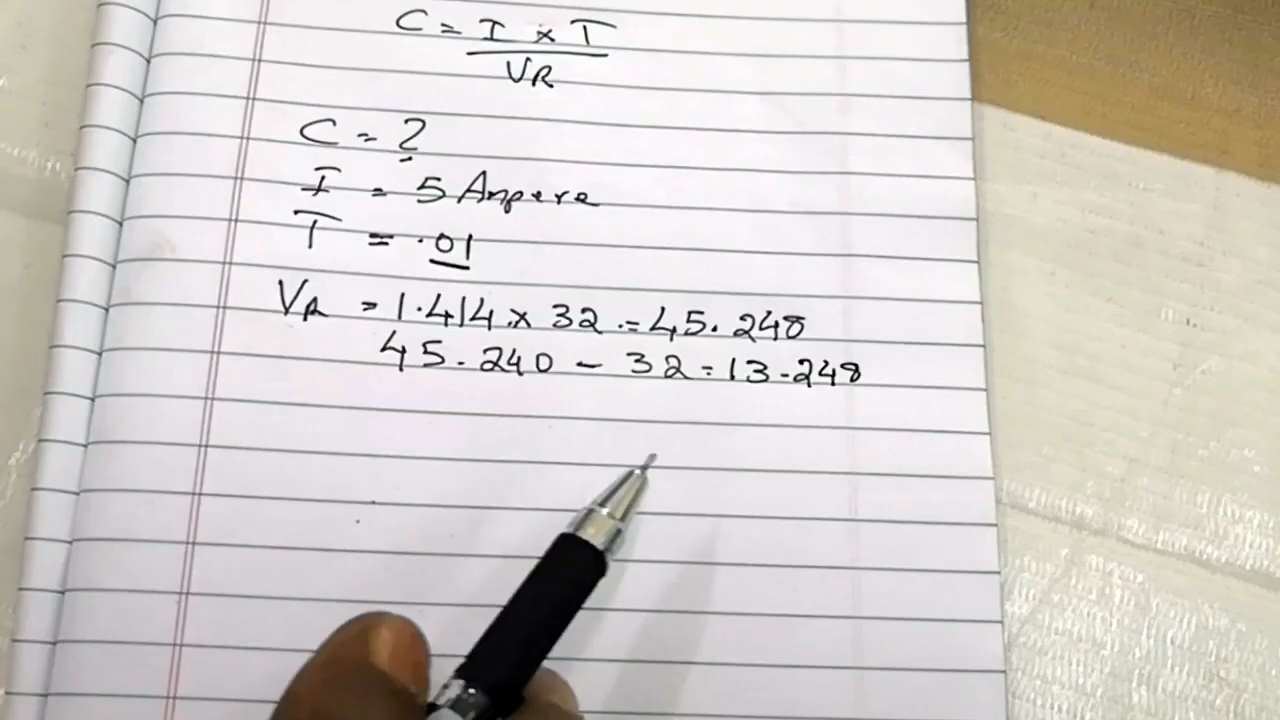 C = I x T
VR
C = ?
I = 5 Ampere
T = .01
VR = 1.414 x 32 = 45.248
45.240 - 32 = 13.248